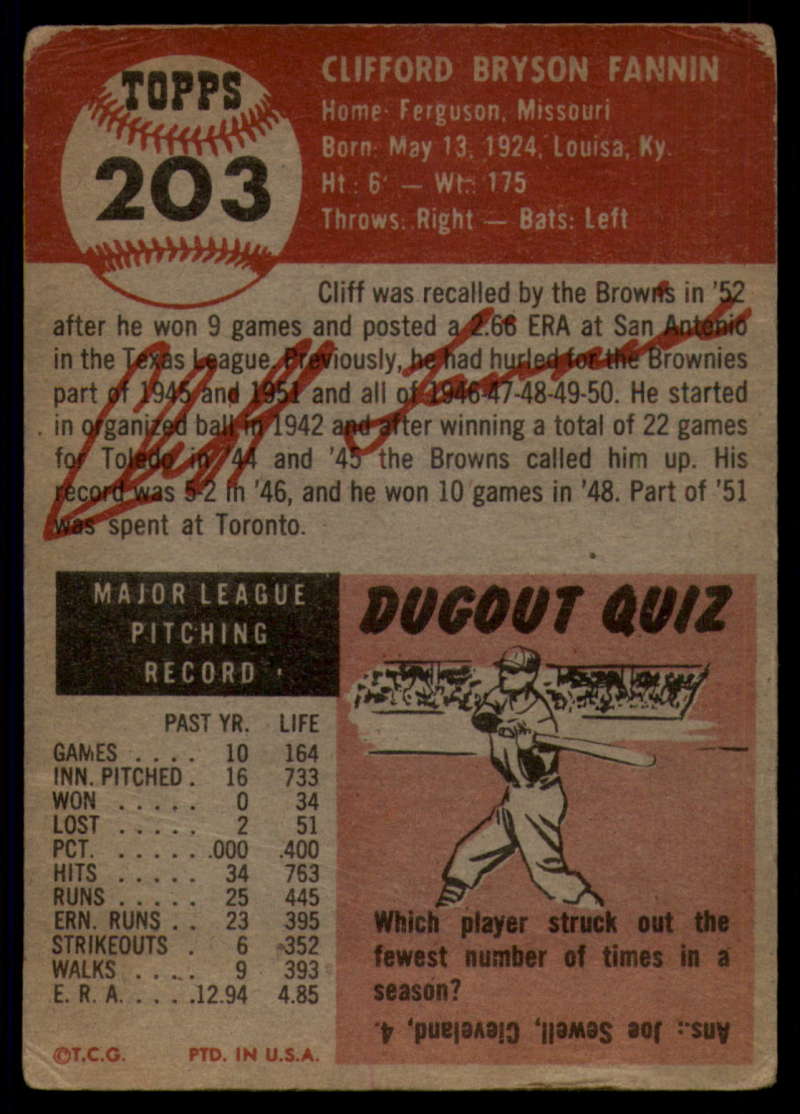 TOPPS
203
CLIFFORD BRYSON FANNIN
Home: Ferguson, Missouri
Born: May 13, 1924, Louisa, Ky.
Ht.: 6' — Wt.: 175
Throws: Right — Bats: Left
Cliff was recalled by the Browns in '52
after he won 9 games and posted a 2.66 ERA at San Antonio
in the Texas League. Previously, he had hurled for the Brownies
part of 1945 and 1951 and all of 1946-47-48-49-50. He started
in organized ball in 1942 and after winning a total of 22 games
for Toledo in '44 and '45 the Browns called him up. His
record was 5-2 in '46, and he won 10 games in '48. Part of '51
was spent at Toronto.
Cliff Fannin
MAJOR LEAGUE
PITCHING
RECORD
PAST YR. LIFE
GAMES . . . . 10 164
INN. PITCHED . 16 733
WON . . . . . 0 34
LOST . . . . . 2 51
PCT. . . . . . .000 .400
HITS . . . . . 34 763
RUNS . . . . . 25 445
ERN. RUNS . . 23 395
STRIKEOUTS . 6 352
WALKS . . . . 9 393
E. R. A. . . . .12.94 4.85
©T.C.G. PTD. IN U.S.A.
DUGOUT QUIZ
Which player struck out the
fewest number of times in a
season?
Ans.: Joe Sewell, Cleveland, 4.